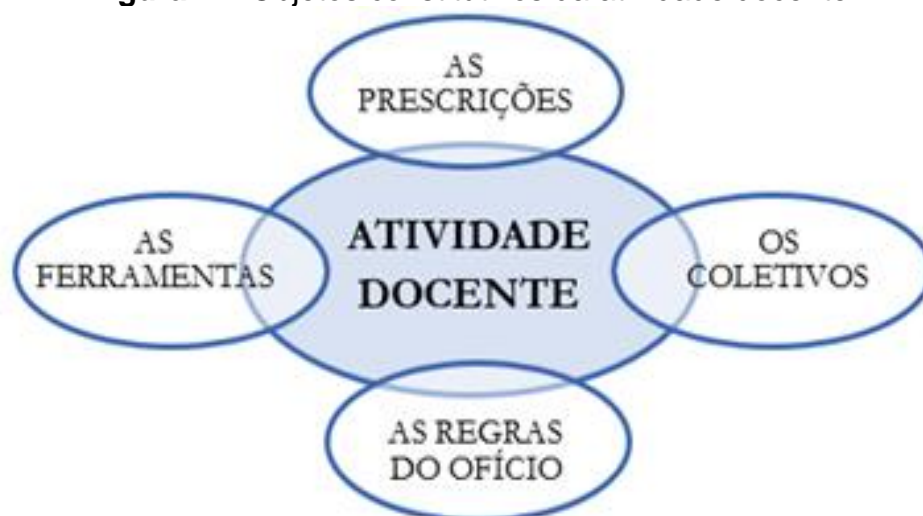 AS
PRESCRIÇÕES
AS
FERRAMENTAS
ATIVIDADE
DOCENTE
OS
COLETIVOS
AS REGRAS
DO OFÍCIO